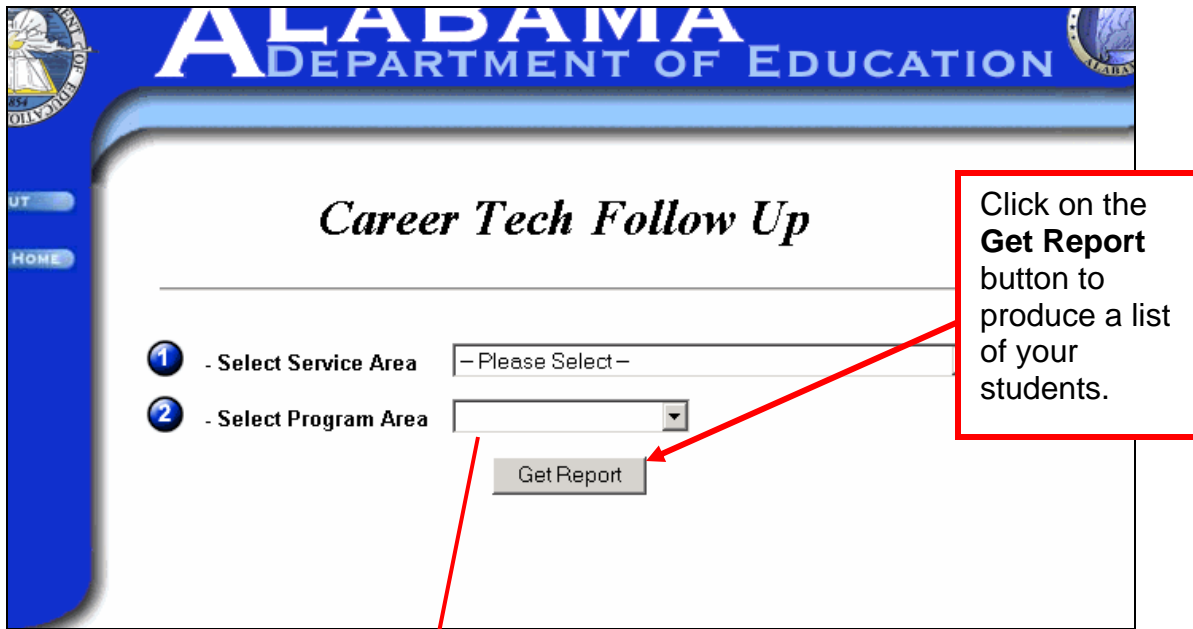 ALABAMA
DEPARTMENT OF EDUCATION
Career Tech Follow Up
UT
HOME
1 - Select Service Area – Please Select –
2 - Select Program Area
Get Report
Click on the
Get Report
button to
produce a list
of your
students.